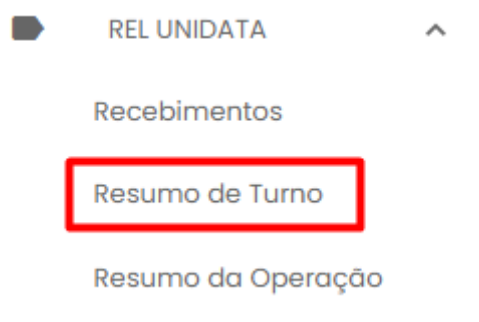 REL UNIDATA
Recebimentos
Resumo de Turno
Resumo da Operação